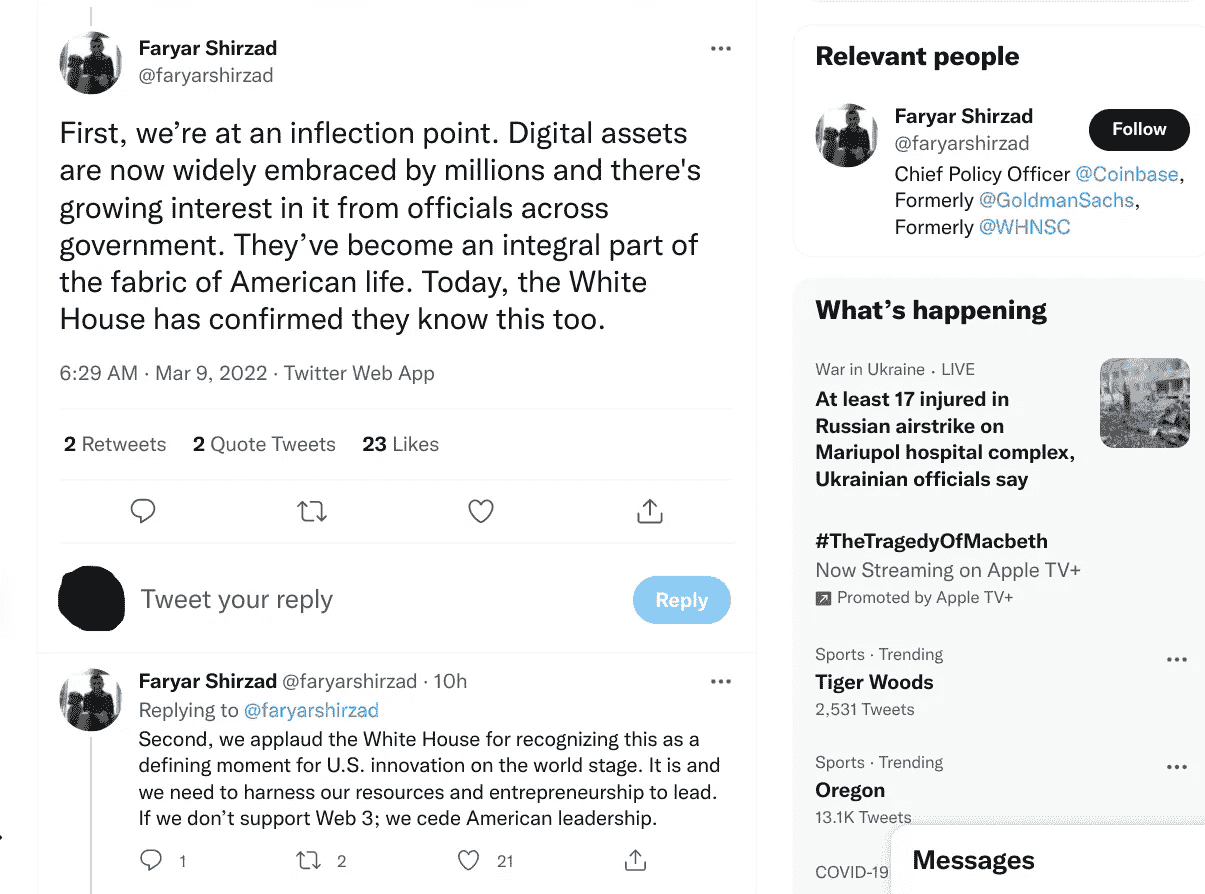 Faryar Shirzad
@faryarshirzad
First, we’re at an inflection point. Digital assets
are now widely embraced by millions and there's
growing interest in it from officials across
government. They’ve become an integral part of
the fabric of American life. Today, the White
House has confirmed they know this too.
6:29 AM · Mar 9, 2022 · Twitter Web App
2 Retweets 2 Quote Tweets 23 Likes
Tweet your reply
Reply
Faryar Shirzad @faryarshirzad · 10h
Replying to @faryarshirzad
Second, we applaud the White House for recognizing this as a
defining moment for U.S. innovation on the world stage. It is and
we need to harness our resources and entrepreneurship to lead.
If we don’t support Web 3; we cede American leadership.
1 2 21
Relevant people
Faryar Shirzad
@faryarshirzad
Follow
Chief Policy Officer @Coinbase,
Formerly @GoldmanSachs,
Formerly @WHNSC
What’s happening
War in Ukraine · LIVE
At least 17 injured in
Russian airstrike on
Mariupol hospital complex,
Ukrainian officials say
#TheTragedyOfMacbeth
Now Streaming on Apple TV+
Promoted by Apple TV+
Sports · Trending
Tiger Woods
2,531 Tweets
Sports · Trending
Oregon
13.1K Tweets
COVID-19
Messages